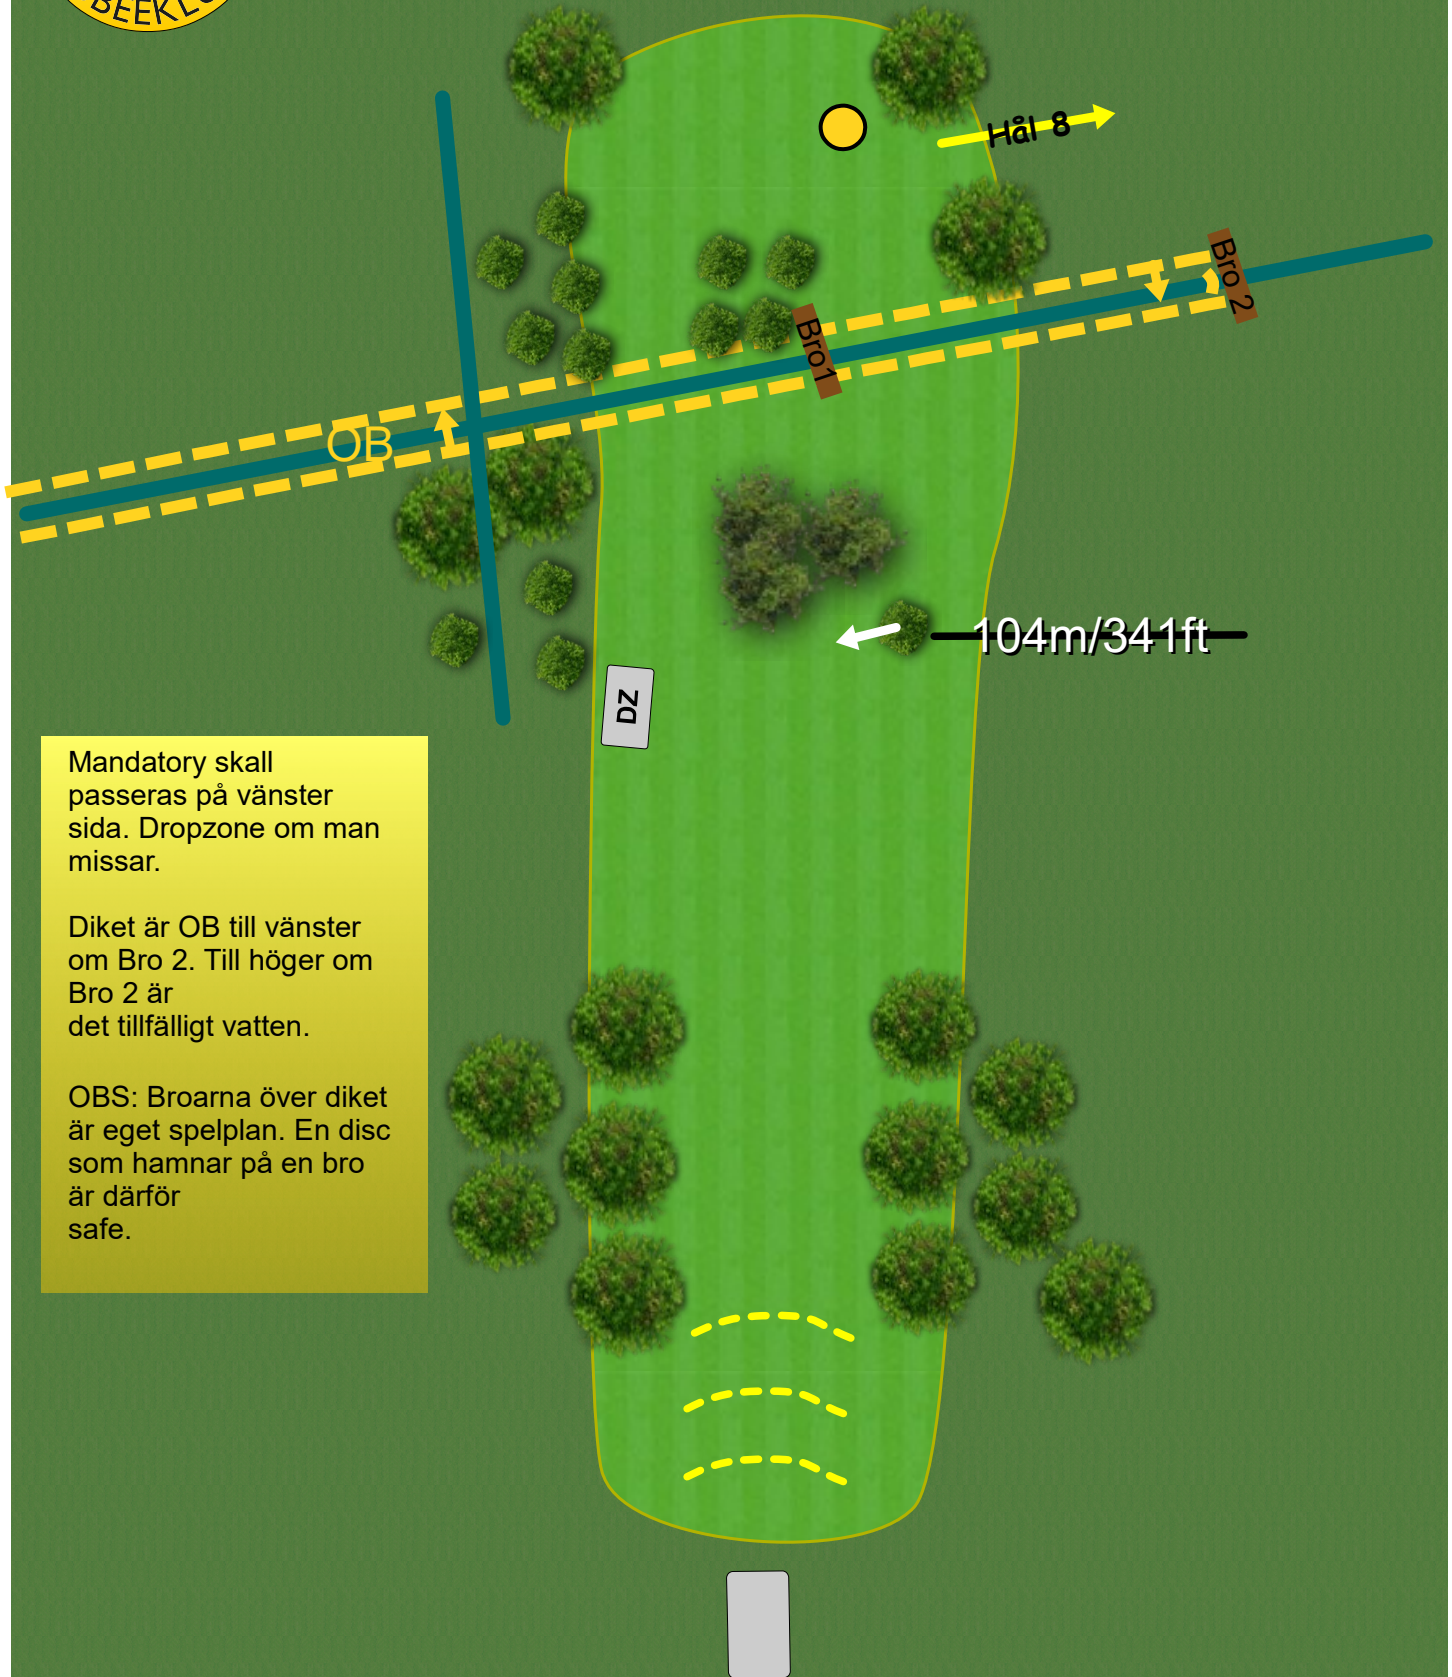 Hål 8
Bro 2
Bro1
OB
104m/341ft
DZ
Mandatory skall
passeras på vänster
sida. Dropzone om man
missar.
Diket är OB till vänster
om Bro 2. Till höger om
Bro 2 är
det tillfälligt vatten.
OBS: Broarna över diket
är eget spelplan. En disc
som hamnar på en bro
är därför
safe.